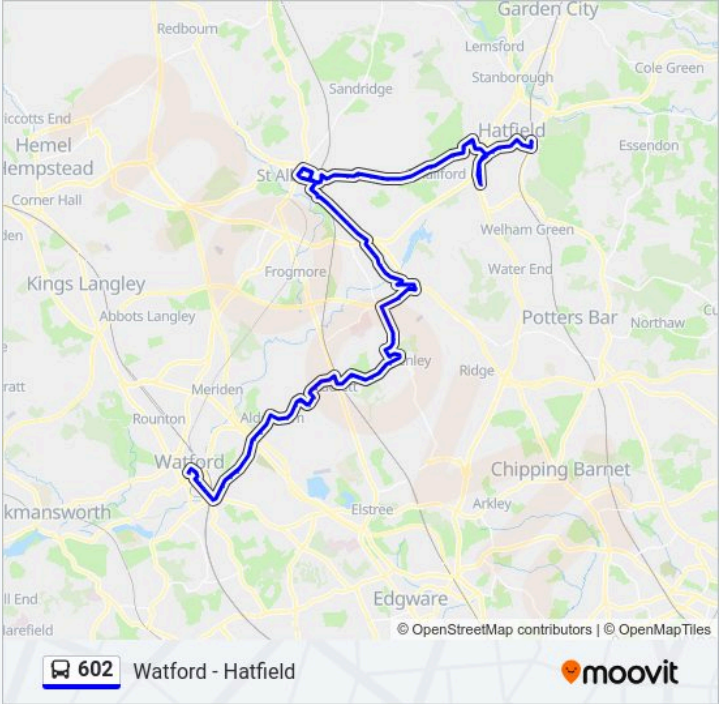 Garden City
Redbourn
Lemsford
Cole Green
Stanborough
Sandridge
Hatfield
Hemel
Essendon
St Al
Corner Hall
Welham Green
Frogmore
Water End
Kings Langley
Abbots Langley
Potters Bar
Northaw
Ridge
Meriden
Rounton
Watford
Chipping Barnet
Elstree
Arkley
Edgware
© OpenStreetMap contributors | © OpenMapTiles
602 Watford - Hatfield
moovit